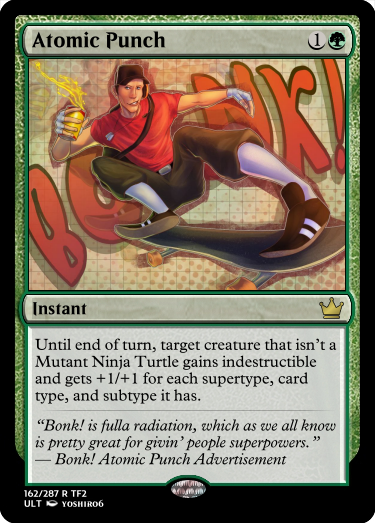 Atomic Punch 1
BONK!
Instant
Until end of turn, target creature that isn't a
Mutant Ninja Turtle gains indestructible
and gets +1/+1 for each supertype, card
type, and subtype it has.
"Bonk! is fulla radiation, which as we all know
is pretty great for givin' people superpowers."
— Bonk! Atomic Punch Advertisement
162/287 R TF2
ULT YOSHIRO6